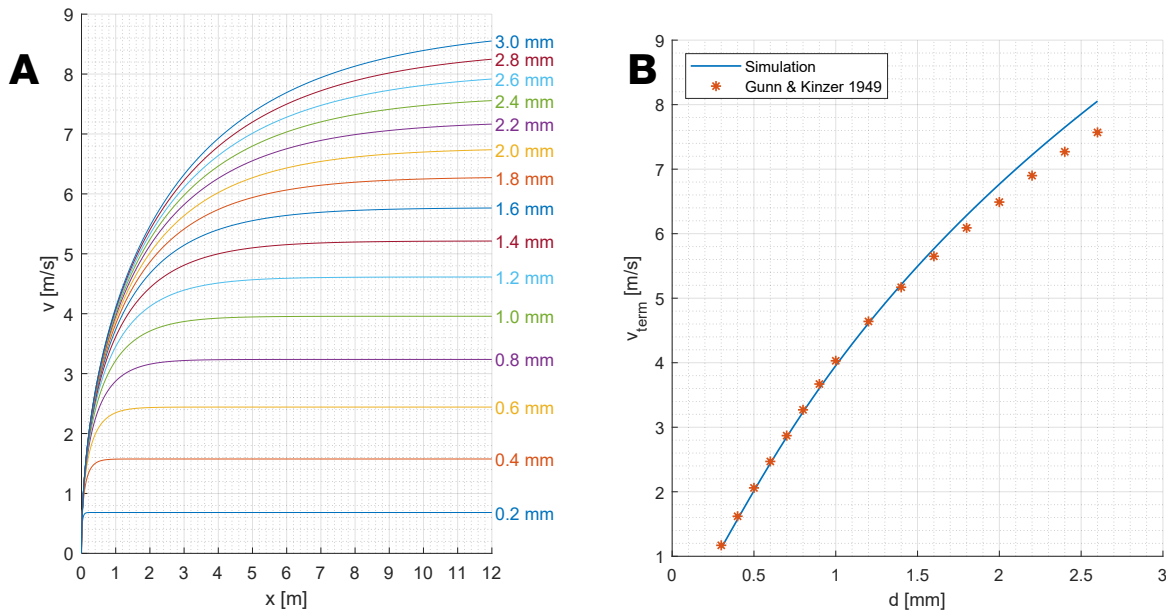 A
9
8
7
6
5
4
3
2
1
0
v [m/s]
3.0 mm
2.8 mm
2.6 mm
2.4 mm
2.2 mm
2.0 mm
1.8 mm
1.6 mm
1.4 mm
1.2 mm
1.0 mm
0.8 mm
0.6 mm
0.4 mm
0.2 mm
0 1 2 3 4 5 6 7 8 9 10 11 12
x [m]
B
Simulation
Gunn & Kinzer 1949
9
8
7
6
5
4
3
2
1
v_term [m/s]
0 0.5 1 1.5 2 2.5 3
d [mm]